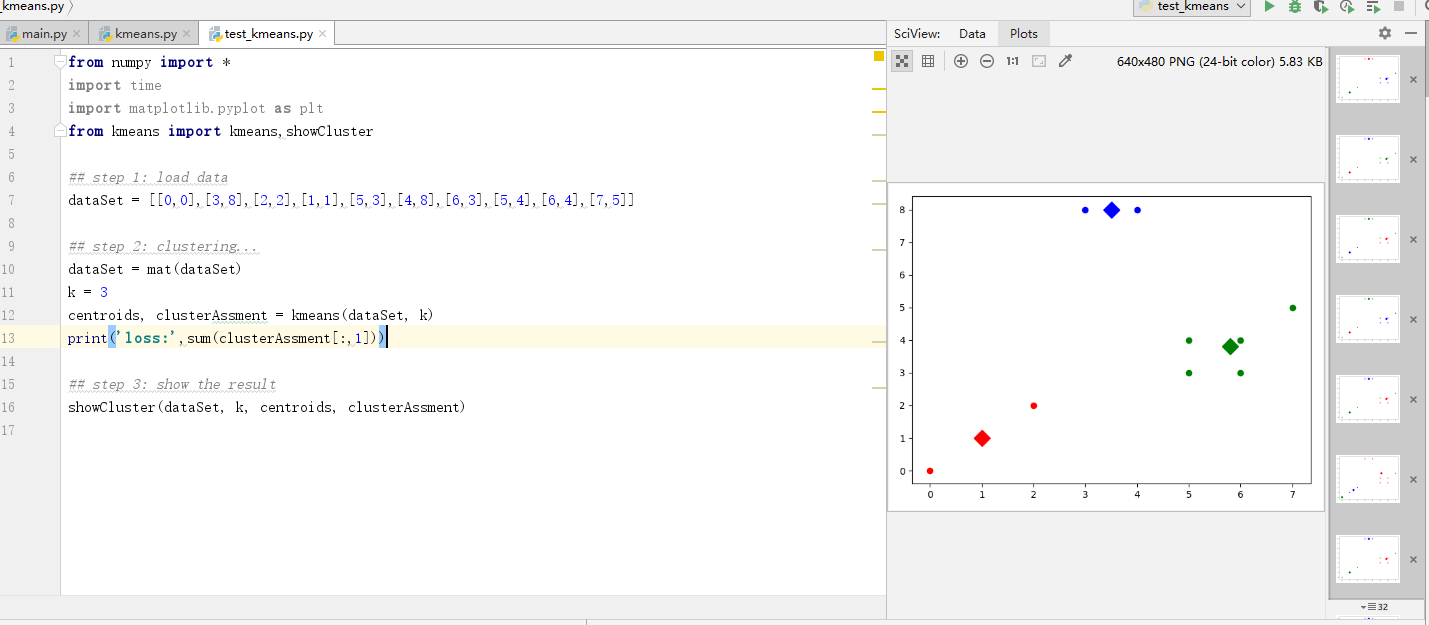 kmeans.py
test_kmeans
main.py
kmeans.py
test_kmeans.py
SciView:
Data
Plots
1:1
640x480 PNG (24-bit color) 5.83 KB
1 from numpy import *
2 import time
3 import matplotlib.pyplot as plt
4 from kmeans import kmeans,showCluster
5
6 ## step 1: load data
7 dataSet = [[0,0],[3,8],[2,2],[1,1],[5,3],[4,8],[6,3],[5,4],[6,4],[7,5]]
8
9 ## step 2: clustering...
10 dataSet = mat(dataSet)
11 k = 3
12 centroids, clusterAssment = kmeans(dataSet, k)
13 print('loss:',sum(clusterAssment[:,1]))
14
15 ## step 3: show the result
16 showCluster(dataSet, k, centroids, clusterAssment)
17
8
7
6
5
4
3
2
1
0
0 1 2 3 4 5 6 7
32